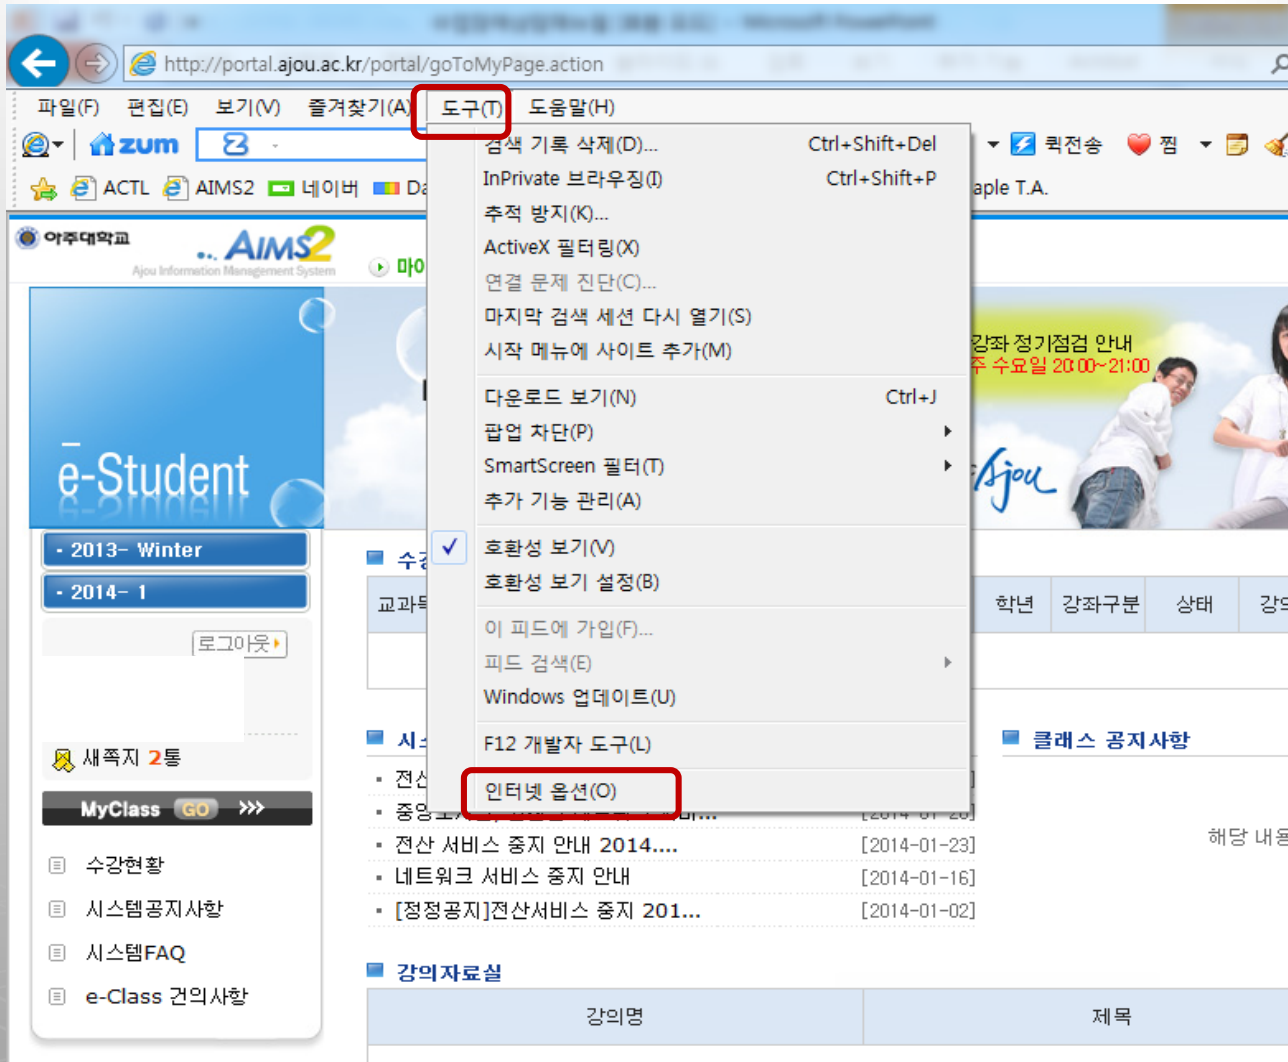 http://portal.ajou.ac.kr/portal/goToMyPage.action
파일(F) 편집(E) 보기(V) 즐겨찾기(A) 도구(T) 도움말(H)
zum
퀵전송 찜
ACTL AIMS2 네이버 Da
aple T.A.
검색 기록 삭제(D)... Ctrl+Shift+Del
InPrivate 브라우징(I) Ctrl+Shift+P
추적 방지(K)...
ActiveX 필터링(X)
연결 문제 진단(C)...
마지막 검색 세션 다시 열기(S)
시작 메뉴에 사이트 추가(M)
다운로드 보기(N) Ctrl+J
팝업 차단(P)
SmartScreen 필터(T)
추가 기능 관리(A)
호환성 보기(V)
호환성 보기 설정(B)
이 피드에 가입(F)...
피드 검색(E)
Windows 업데이트(U)
F12 개발자 도구(L)
인터넷 옵션(O)
아주대학교
AIMS2
Ajou Information Management System
마이
강좌 정기점검 안내
주 수요일 20:00~21:00
Ajou
e-Student
- 2013- Winter
- 2014- 1
로그아웃
새쪽지 2통
MyClass GO
수강현황
시스템공지사항
시스템FAQ
e-Class 건의사항
교과목
학년 강좌구분 상태 강의
클래스 공지사항
해당 내용
전산
[2014-01-20]
전산 서비스 중지 안내 2014.... [2014-01-23]
네트워크 서비스 중지 안내 [2014-01-16]
[정정공지]전산서비스 중지 201... [2014-01-02]
강의자료실
강의명 제목